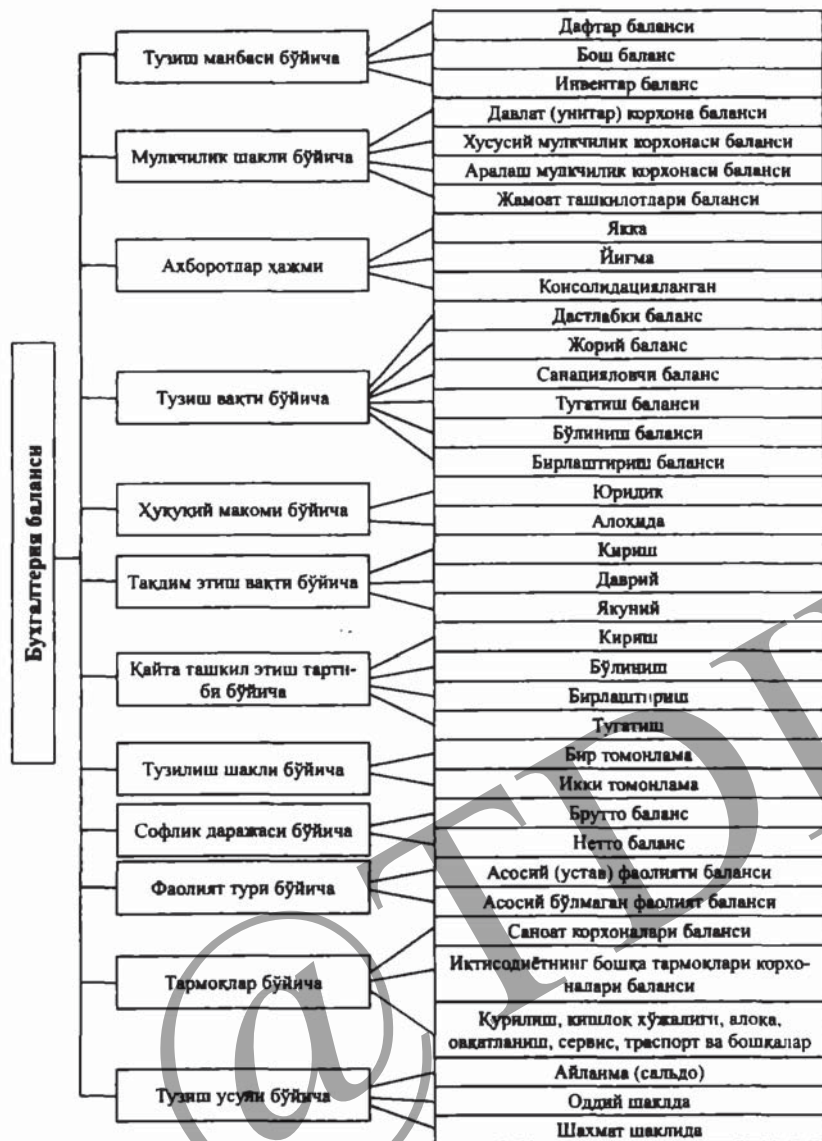 Бухгалтерия баланси
Тузиш манбаси бўйича
Дафтар баланси
Бош баланс
Инвентар баланс
Мулкчилик шакли бўйича
Давлат (унитар) корхона баланси
Хусусий мулкчилик корхонаси баланси
Аралаш мулкчилик корхонаси баланси
Жамоат ташкилотлари баланси
Ахборотлар ҳажми
Якка
Йиғма
Консолидацияланган
Тузиш вақти бўйича
Дастлабки баланс
Жорий баланс
Санацияловчи баланс
Тугатиш баланси
Бўлиниш баланси
Бирлаштириш баланси
Ҳуқуқий макоми бўйича
Юридик
Алоҳида
Тақдим этиш вақти бўйича
Кириш
Даврий
Якуний
Қайта ташкил этиш тарти-
би бўйича
Кириш
Бўлиниш
Бирлаштириш
Тугатиш
Тузилиш шакли бўйича
Бир томонлама
Икки томонлама
Софлик даражаси бўйича
Брутто баланс
Нетто баланс
Фаолият тури бўйича
Асосий (устав) фаолияти баланси
Асосий бўлмаган фаолият баланси
Тармоқлар бўйича
Саноат корхоналари баланси
Иқтисодиётнинг бошқа тармоқлари корхо-
налари баланси
Қурилиш, қишлоқ хўжалиги, алоқа,
овқатланиш, сервис, траспорт ва бошқалар
Тузиш усули бўйича
Айланма (сальдо)
Оддий шаклда
Шахмат шаклида